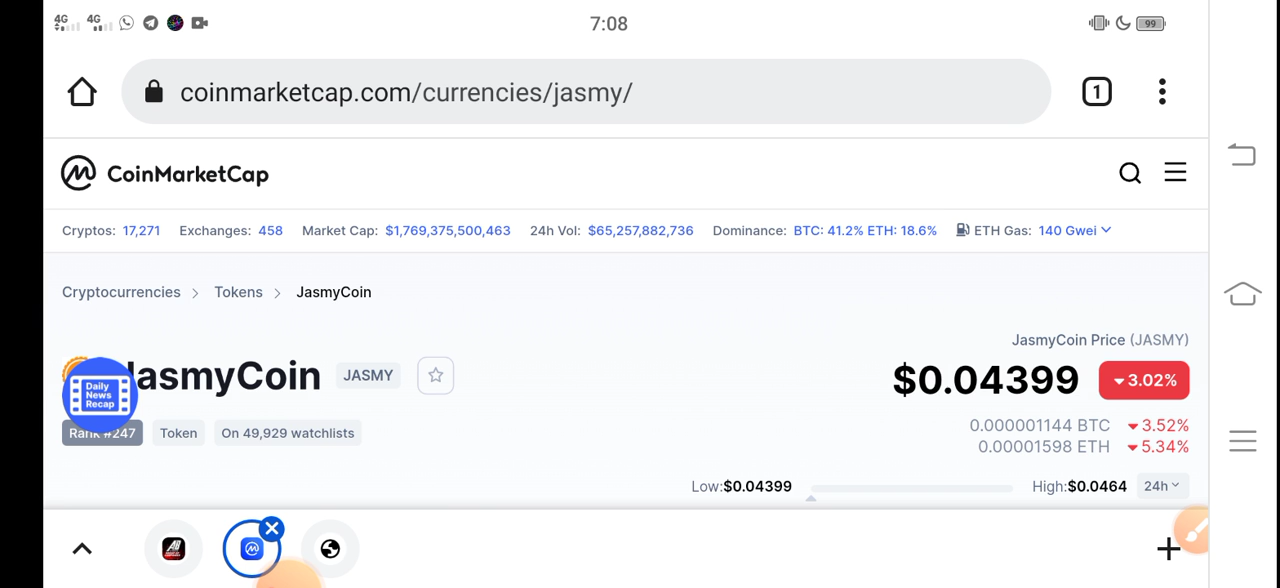 4G 4G 7:08 99
coinmarketcap.com/currencies/jasmy/ 1
CoinMarketCap
Cryptos: 17,271 Exchanges: 458 Market Cap: $1,769,375,500,463 24h Vol: $65,257,882,736 Dominance: BTC: 41.2% ETH: 18.6% ETH Gas: 140 Gwei
Cryptocurrencies > Tokens > JasmyCoin
JasmyCoin Price (JASMY)
JasmyCoin JASMY $0.04399 3.02%
Daily
News
Recap
Rank #247 Token On 49,929 watchlists
0.000001144 BTC 3.52%
0.00001598 ETH 5.34%
Low:$0.04399 High:$0.0464 24h